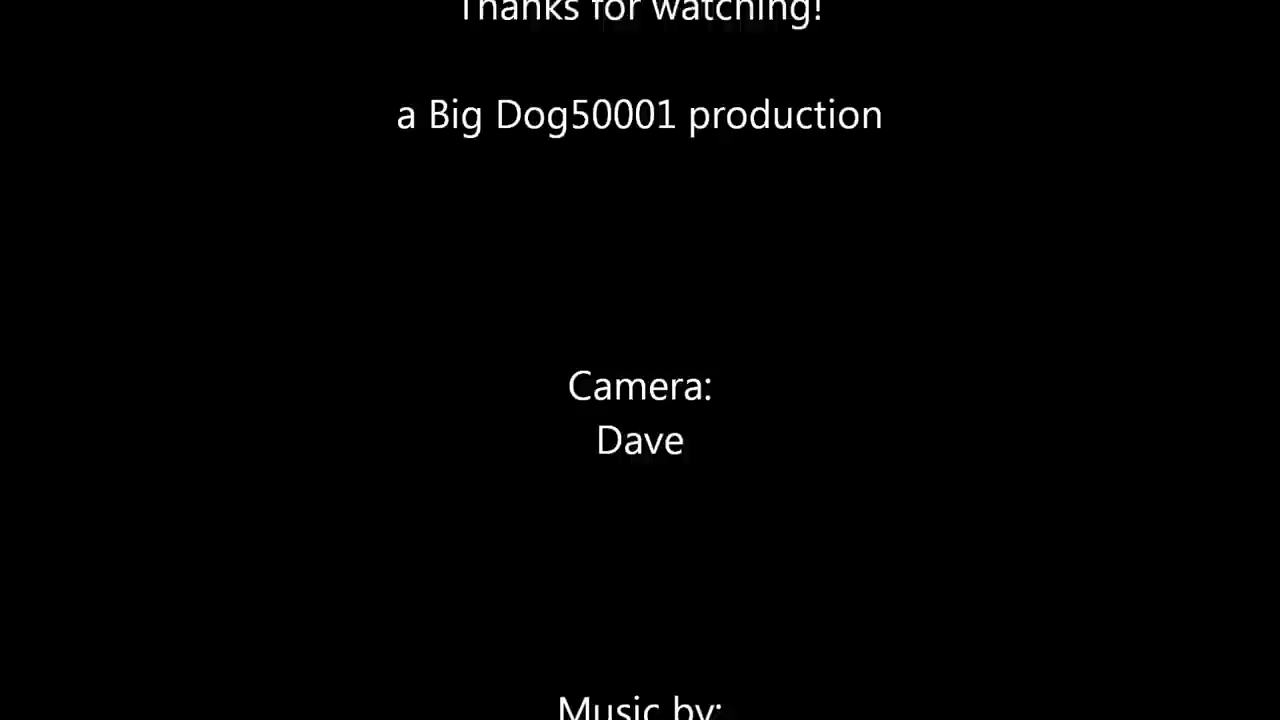 Thanks for watching!
a Big Dog50001 production
Camera:
Dave
Music by: